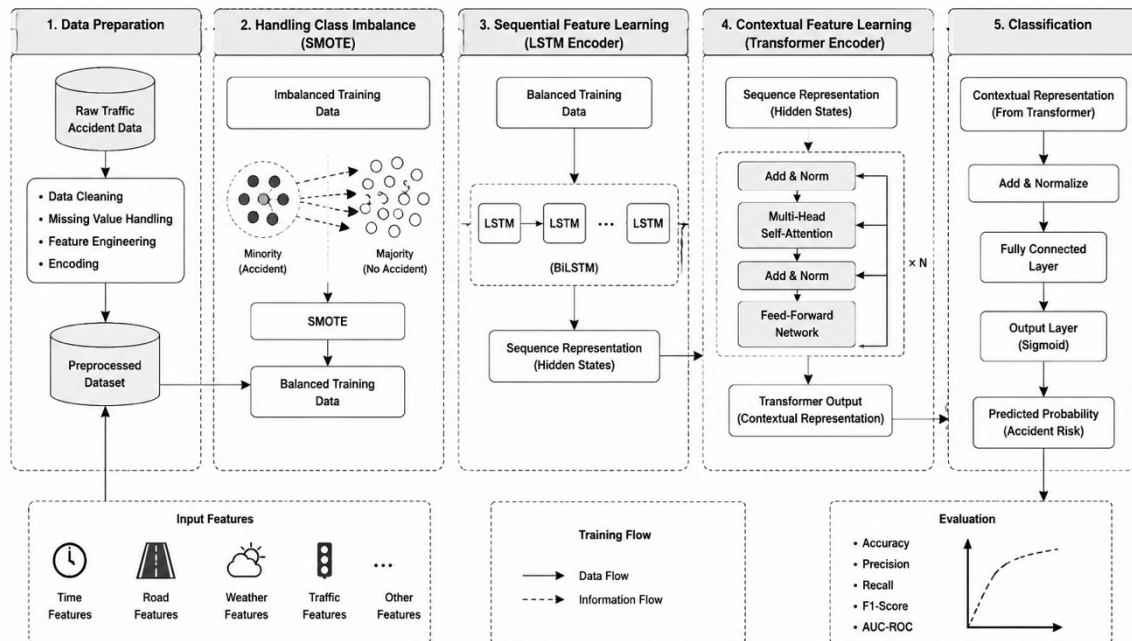 1. Data Preparation
Raw Traffic
Accident Data
• Data Cleaning
• Missing Value Handling
• Feature Engineering
• Encoding
Preprocessed
Dataset
2. Handling Class Imbalance
(SMOTE)
Imbalanced Training
Data
Minority
(Accident)
Majority
(No Accident)
SMOTE
Balanced Training
Data
3. Sequential Feature Learning
(LSTM Encoder)
Balanced Training
Data
LSTM
LSTM
...
LSTM
(BiLSTM)
Sequence Representation
(Hidden States)
4. Contextual Feature Learning
(Transformer Encoder)
Sequence Representation
(Hidden States)
Add & Norm
Multi-Head
Self-Attention
Add & Norm
Feed-Forward
Network
× N
Transformer Output
(Contextual Representation)
5. Classification
Contextual Representation
(From Transformer)
Add & Normalize
Fully Connected
Layer
Output Layer
(Sigmoid)
Predicted Probability
(Accident Risk)
Input Features
Time
Features
Road
Features
Weather
Features
Traffic
Features
...
Other
Features
Training Flow
Data Flow
Information Flow
Evaluation
• Accuracy
• Precision
• Recall
• F1-Score
• AUC-ROC